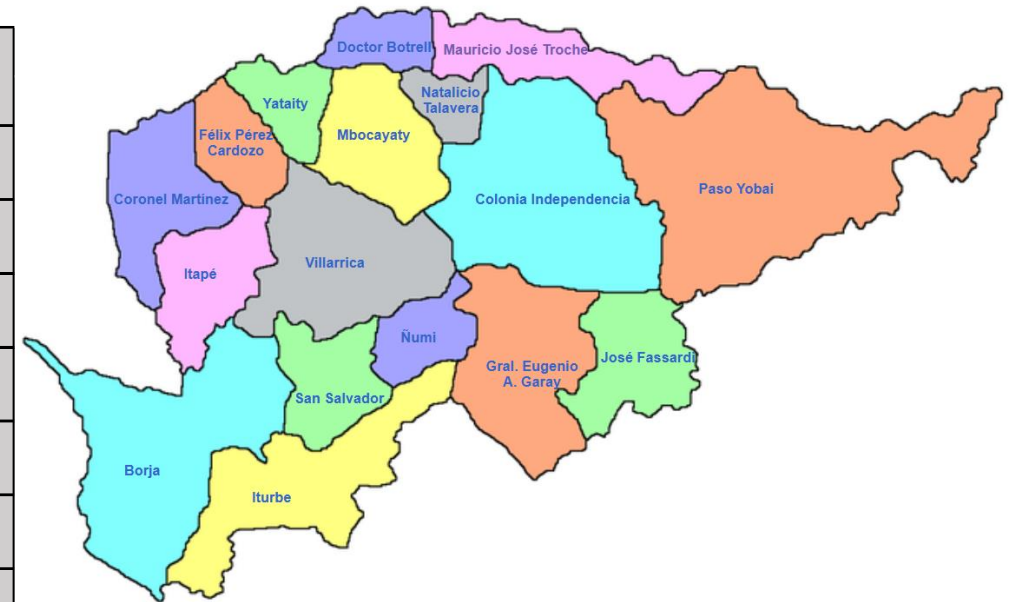 Doctor Botrell
Mauricio José Troche
Natalicio
Talavera
Yataity
Mbocayaty
Félix Pérez
Cardozo
Coronel Martinez
Colonia Independencia
Paso Yobai
Villarrica
Itapé
Ñumi
José Fassardi
Gral. Eugenio
A. Garay
San Salvador
Borja
Iturbe